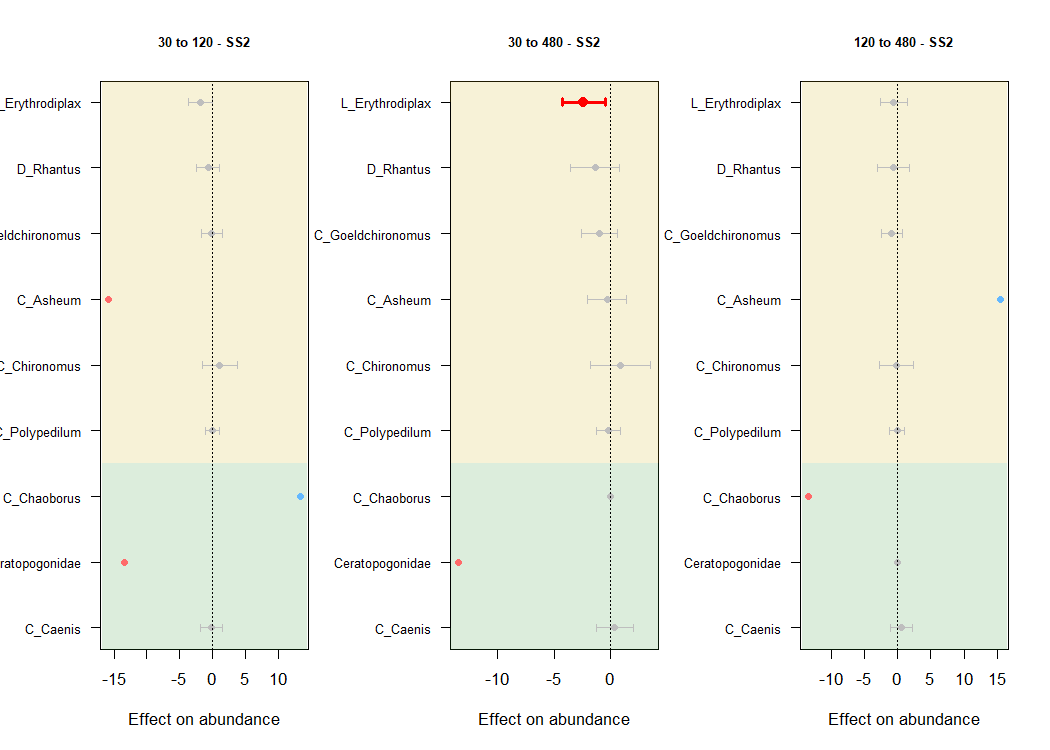 30 to 120 - SS2
_Erythrodiplax
D_Rhantus
eldchironomus
C_Asheum
C_Chironomus
C_Polypedilum
C_Chaoborus
ratopogonidae
C_Caenis
-15 -5 0 5 10
Effect on abundance
30 to 480 - SS2
L_Erythrodiplax
D_Rhantus
C_Goeldchironomus
C_Asheum
C_Chironomus
C_Polypedilum
C_Chaoborus
Ceratopogonidae
C_Caenis
-10 -5 0
Effect on abundance
120 to 480 - SS2
L_Erythrodiplax
D_Rhantus
C_Goeldchironomus
C_Asheum
C_Chironomus
C_Polypedilum
C_Chaoborus
Ceratopogonidae
C_Caenis
-10 -5 0 5 10 15
Effect on abundance